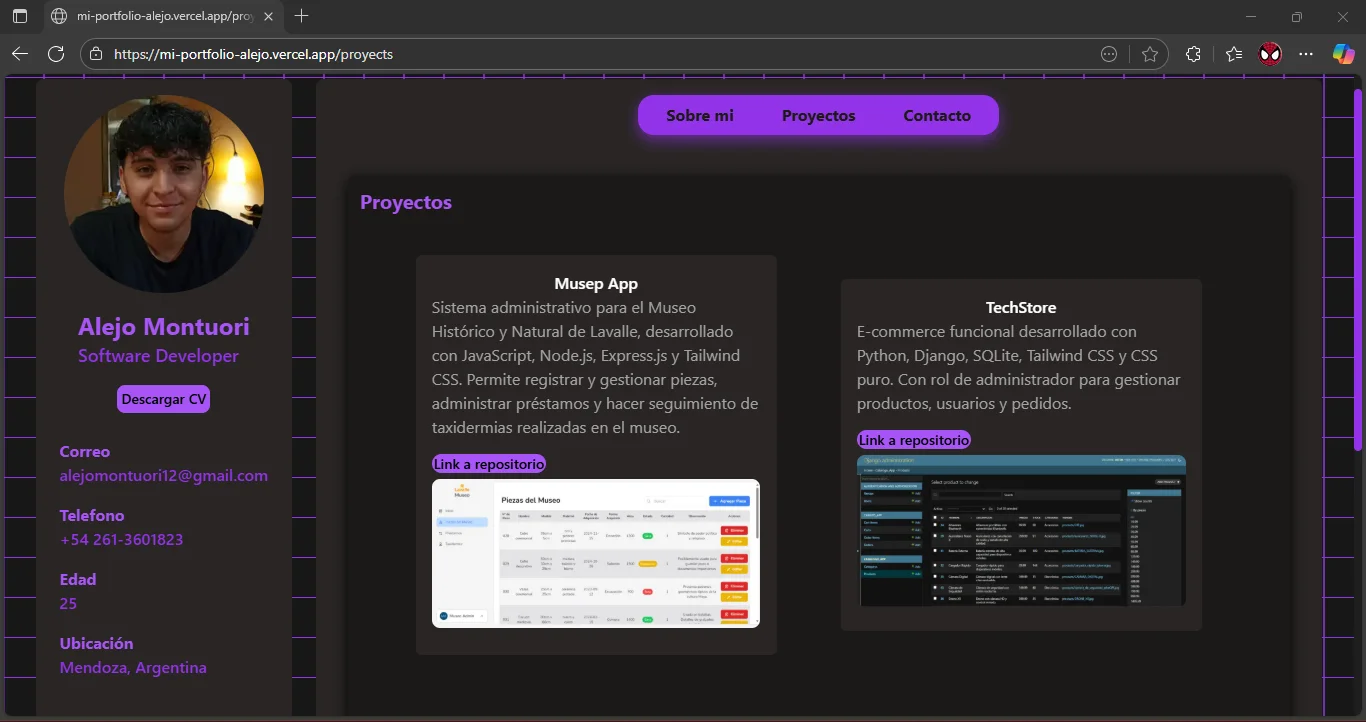 mi-portfolio-alejo.vercel.app/proy
https://mi-portfolio-alejo.vercel.app/proyects
Sobre mi
Proyectos
Contacto
Alejo Montuori
Software Developer
Descargar CV
Correo
alejomontuori12@gmail.com
Telefono
+54 261-3601823
Edad
25
Ubicación
Mendoza, Argentina
Proyectos
Musep App
Sistema administrativo para el Museo
Histórico y Natural de Lavalle, desarrollado
con JavaScript, Node.js, Express.js y Tailwind
CSS. Permite registrar y gestionar piezas,
administrar préstamos y hacer seguimiento de
taxidermias realizadas en el museo.
Link a repositorio
Piezas del Museo
Agregar Pieza
TechStore
E-commerce funcional desarrollado con
Python, Django, SQLite, Tailwind CSS y CSS
puro. Con rol de administrador para gestionar
productos, usuarios y pedidos.
Link a repositorio
Django administration
Select product to change